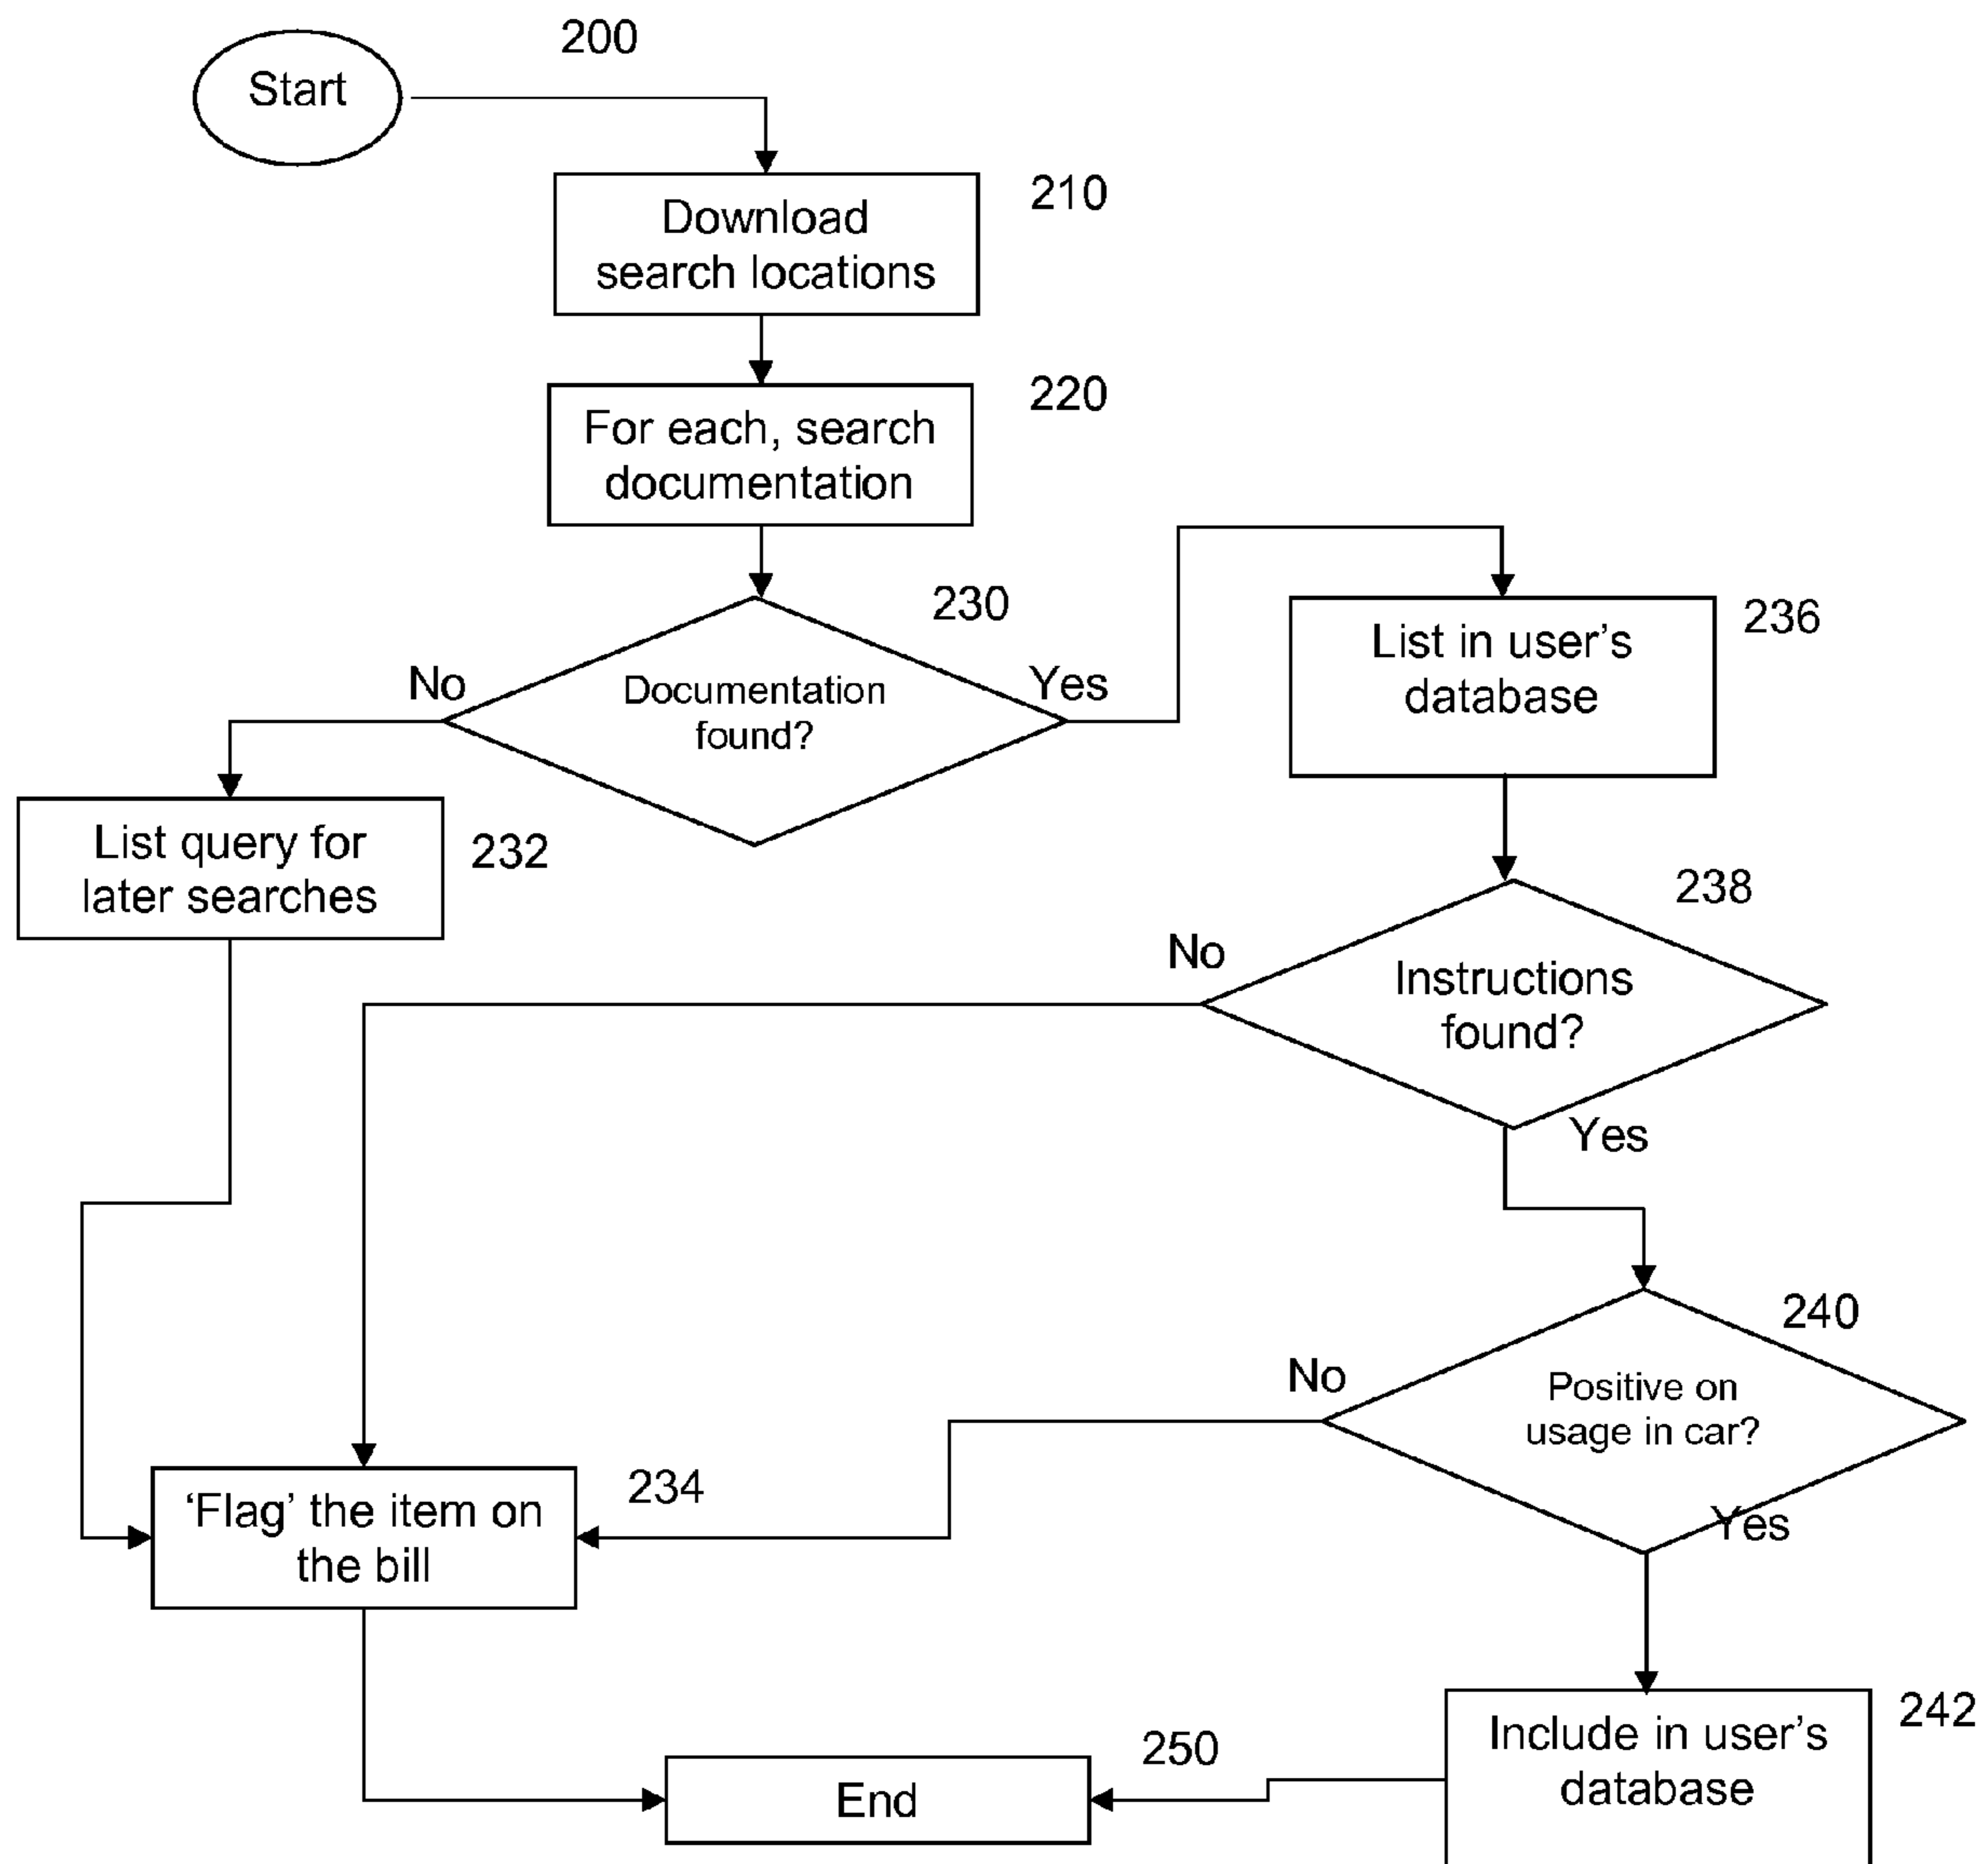 200
Start
210
Download
search locations
220
For each, search
documentation
230
No
Documentation
found?
Yes
236
List in user’s
database
List query for
later searches
232
238
No
Instructions
found?
Yes
240
No
Positive on
usage in car?
Yes
‘Flag’ the item on
the bill
234
242
Include in user’s
database
250
End